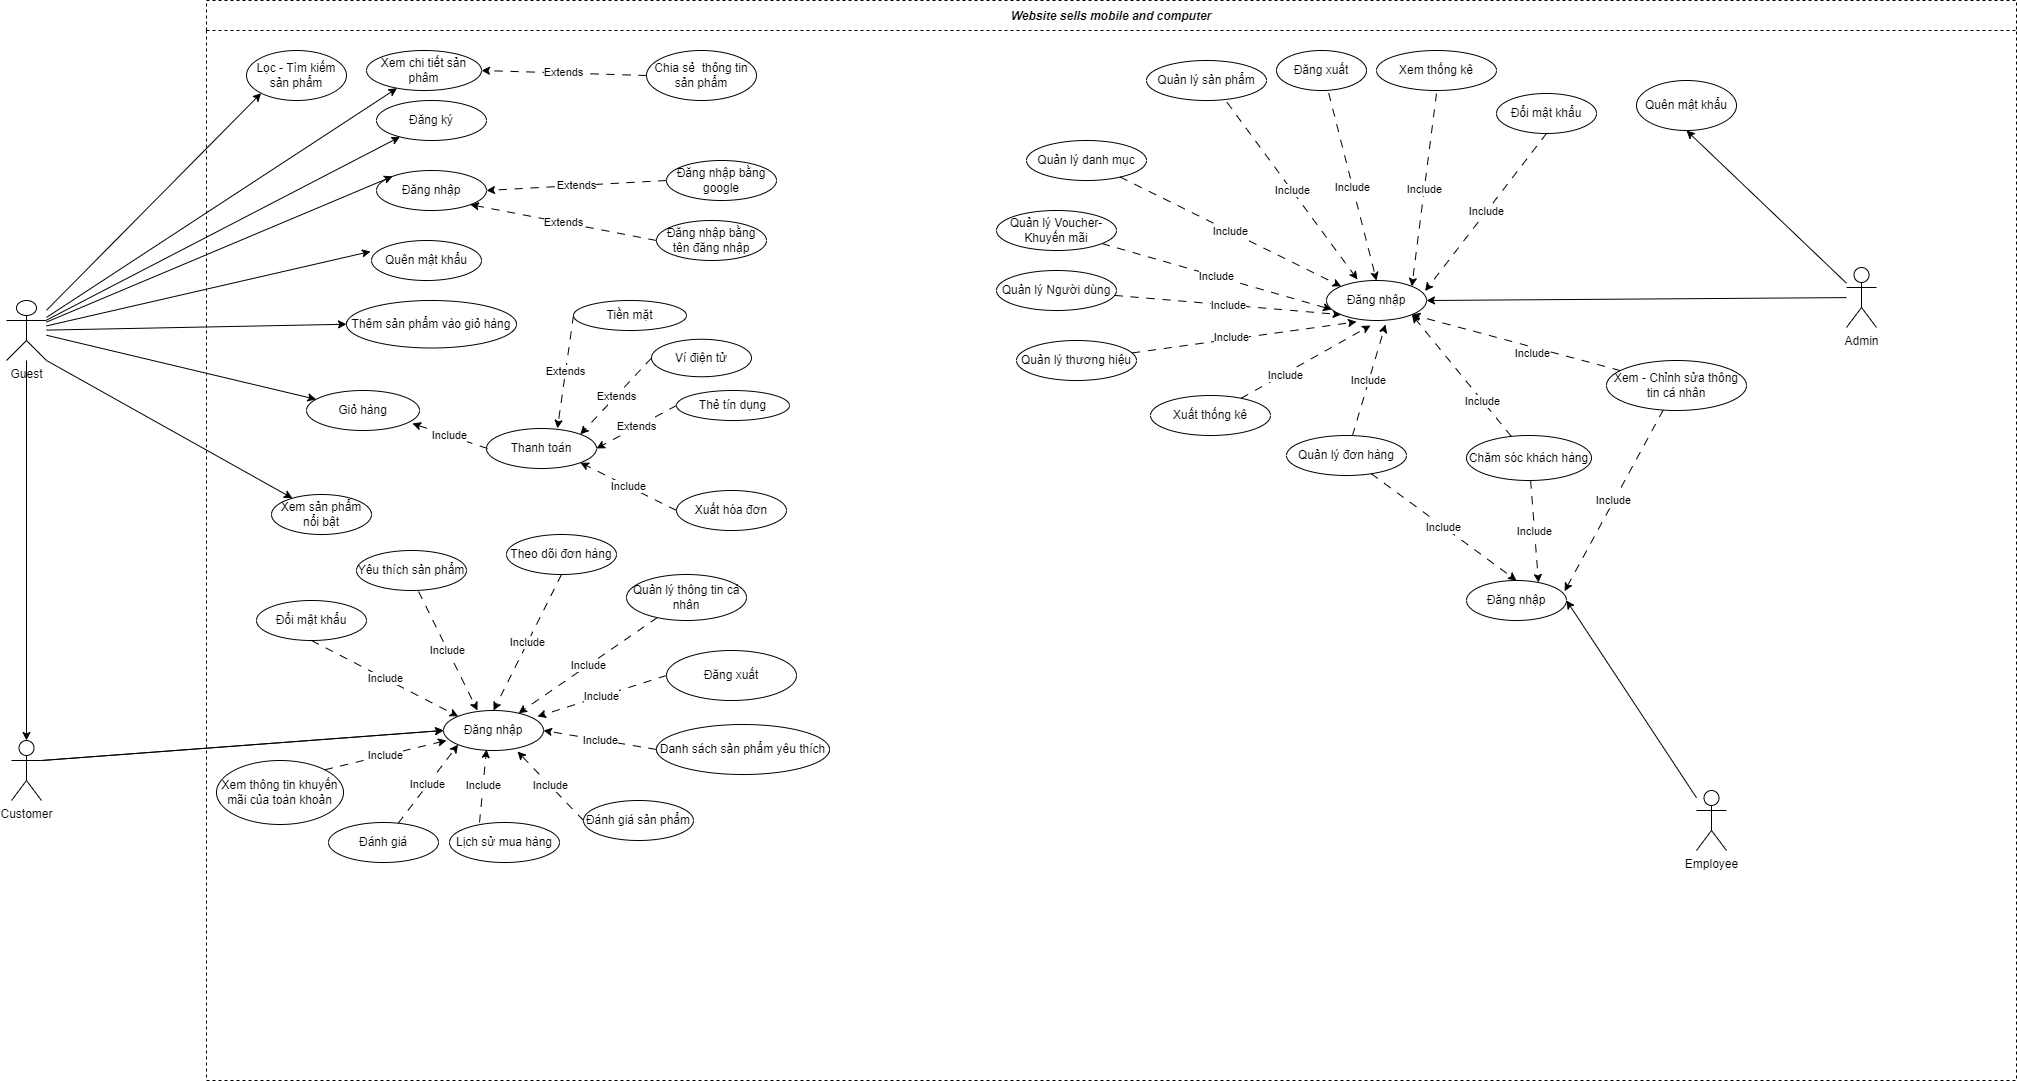 Website sells mobile and computer
Lọc - Tìm kiếm
sản phẩm
Xem chi tiết sản
phâm
Extends
Chia sẻ thông tin
sản phẩm
Đăng ký
Đăng nhập
Extends
Đăng nhập bằng
google
Extends
Đăng nhập bằng
tên đăng nhập
Quên mật khẩu
Thêm sản phẩm vào giỏ hàng
Guest
Tiền mặt
Extends
Ví điện tử
Extends
Thẻ tín dụng
Extends
Giỏ hàng
Include
Thanh toán
Include
Xuất hóa đơn
Xem sản phẩm
nổi bật
Theo dõi đơn hàng
Yêu thích sản phẩm
Quản lý thông tin cá
nhân
Đổi mật khẩu
Include
Include
Include
Include
Đăng xuất
Include
Đăng nhập
Include
Danh sách sản phẩm yêu thích
Include
Xem thông tin khuyến
mãi của toàn khoản
Include
Include
Include
Đánh giá
Lịch sử mua hàng
Đánh giá sản phẩm
Customer
Quản lý sản phẩm
Đăng xuất
Xem thống kê
Đổi mật khẩu
Quên mật khẩu
Quản lý danh mục
Include
Include
Include
Include
Quản lý Voucher-
Khuyến mãi
Include
Include
Quản lý Người dùng
Include
Đăng nhập
Admin
Quản lý thương hiệu
Include
Include
Xuất thống kê
Include
Include
Include
Xem - Chỉnh sửa thông
tin cá nhân
Quản lý đơn hàng
Chăm sóc khách hàng
Include
Include
Include
Đăng nhập
Employee